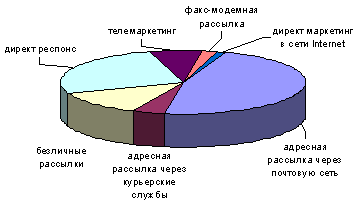 факс-модемная
рассылка
телемаркетинг
директ маркетинг
в сети Internet
директ респонс
безличные
рассылки
адресная
рассылка через
курьерские
службы
адресная
рассылка через
почтовую сеть